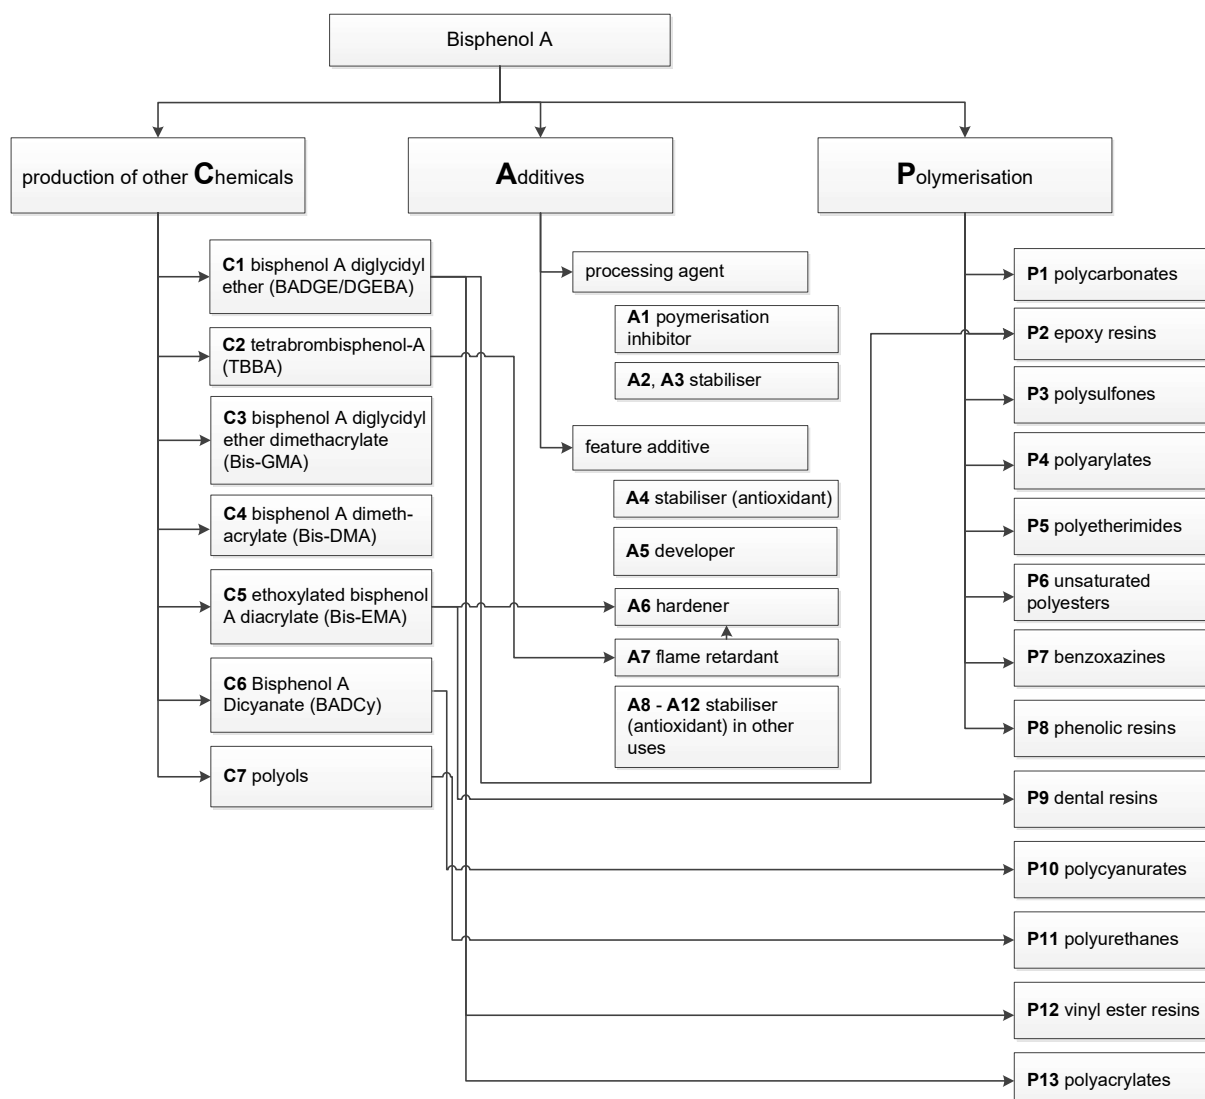 Bisphenol A
production of other Chemicals
Additives
Polymerisation
C1 bisphenol A diglycidyl
ether (BADGE/DGEBA)
C2 tetrabrombisphenol-A
(TBBA)
C3 bisphenol A diglycidyl
ether dimethacrylate
(Bis-GMA)
C4 bisphenol A dimeth-
acrylate (Bis-DMA)
C5 ethoxylated bisphenol
A diacrylate (Bis-EMA)
C6 Bisphenol A
Dicyanate (BADCy)
C7 polyols
processing agent
A1 poymerisation
inhibitor
A2, A3 stabiliser
feature additive
A4 stabiliser (antioxidant)
A5 developer
A6 hardener
A7 flame retardant
A8 - A12 stabiliser
(antioxidant) in other
uses
P1 polycarbonates
P2 epoxy resins
P3 polysulfones
P4 polyarylates
P5 polyetherimides
P6 unsaturated
polyesters
P7 benzoxazines
P8 phenolic resins
P9 dental resins
P10 polycyanurates
P11 polyurethanes
P12 vinyl ester resins
P13 polyacrylates